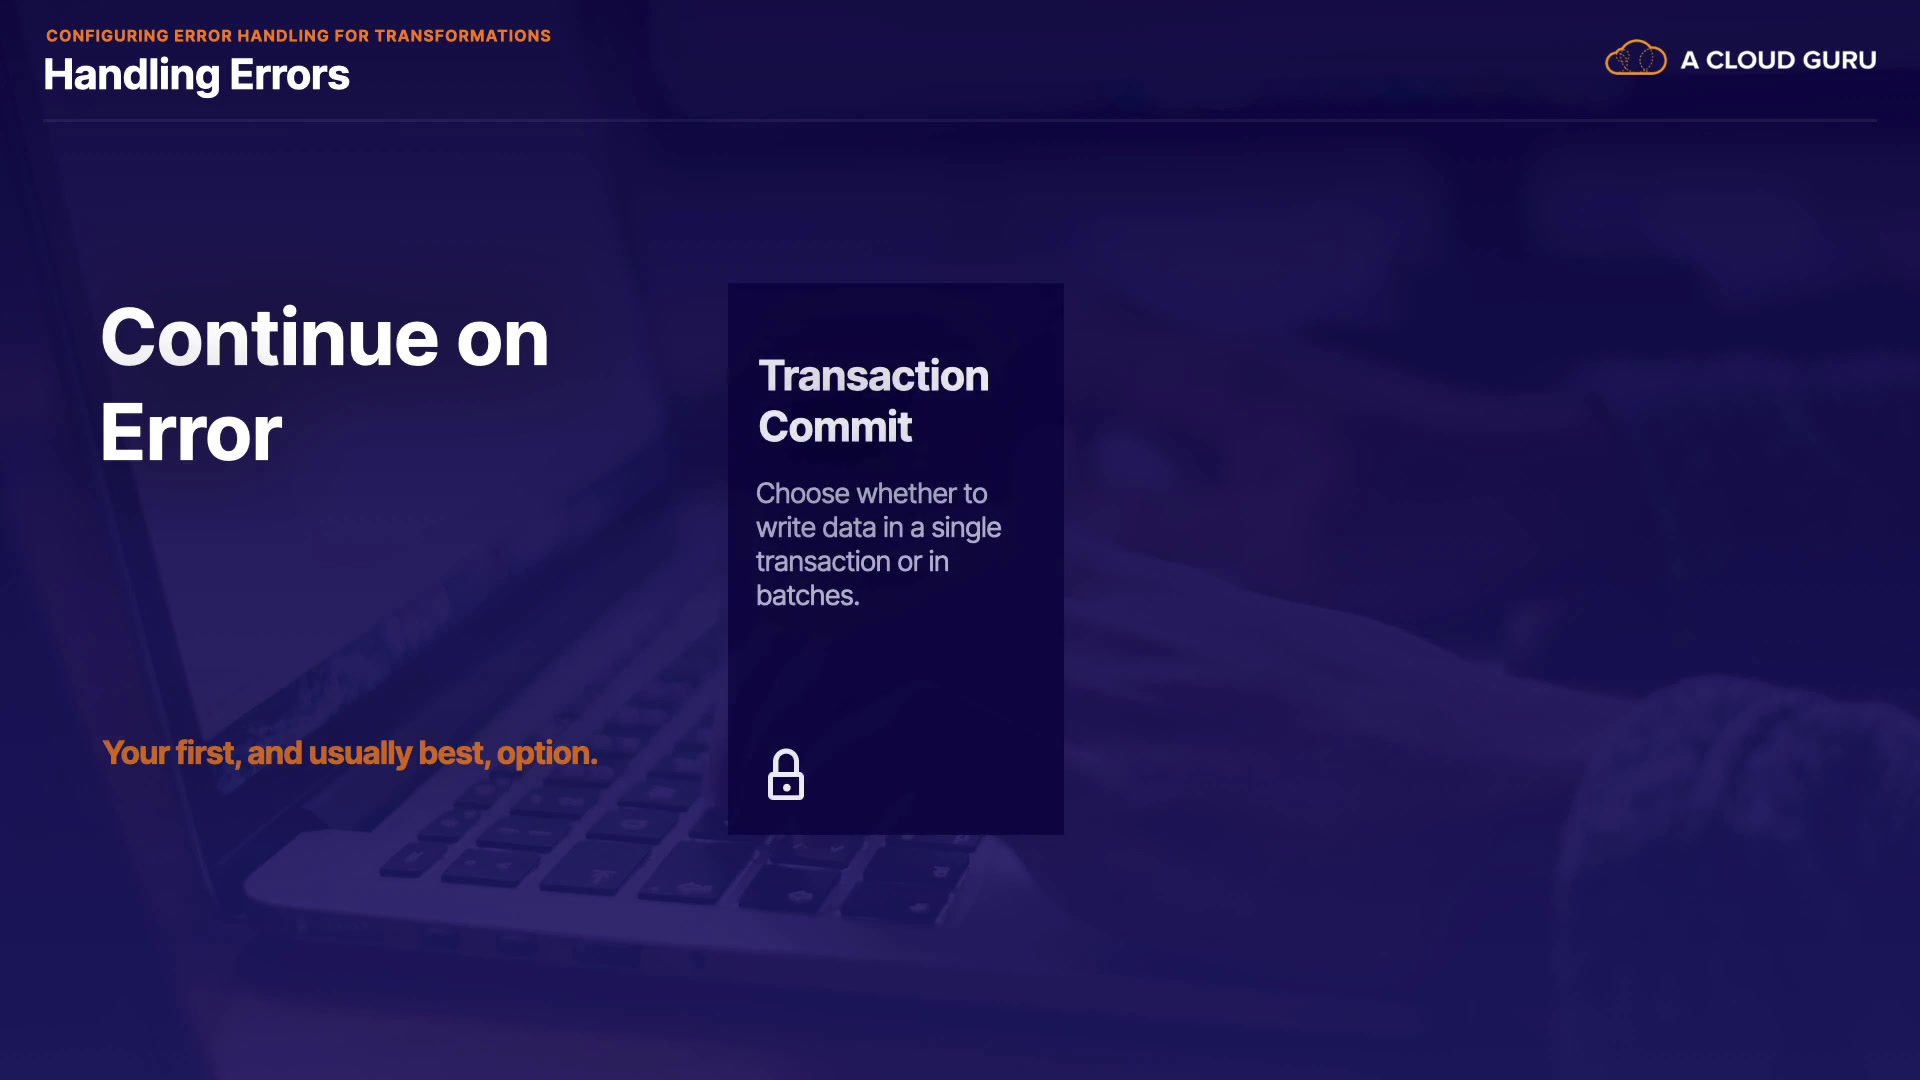 CONFIGURING ERROR HANDLING FOR TRANSFORMATIONS
Handling Errors
A CLOUD GURU
Continue on
Error
Your first, and usually best, option.
Transaction
Commit
Choose whether to
write data in a single
transaction or in
batches.